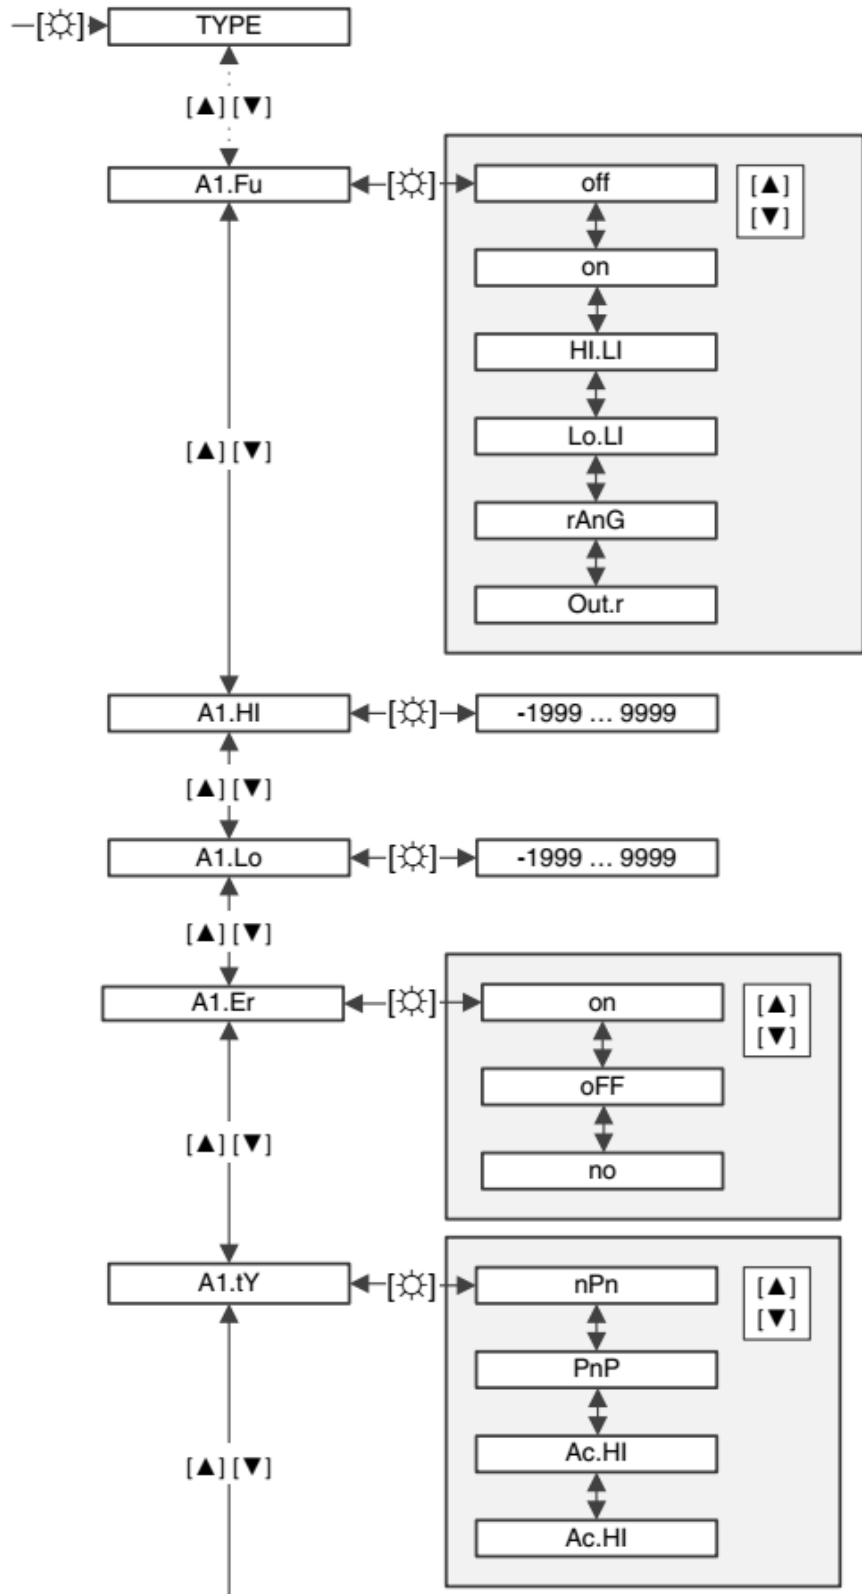 TYPE
[▲] [▼]
A1.Fu
off
[▲]
[▼]
on
HI.LI
Lo.LI
[▲] [▼]
rAnG
Out.r
A1.HI
-1999 ... 9999
[▲] [▼]
A1.Lo
-1999 ... 9999
[▲] [▼]
A1.Er
on
[▲]
[▼]
oFF
[▲] [▼]
no
A1.tY
nPn
[▲]
[▼]
PnP
Ac.HI
[▲] [▼]
Ac.HI